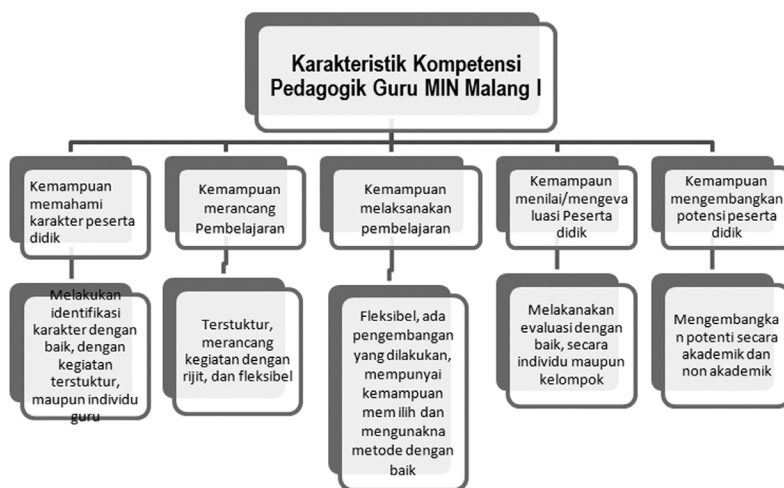 Karakteristik Kompetensi
Pedagogik Guru MIN Malang I
Kemampuan
memahami
karakter peserta
didik
Kemampuan
merancang
Pembelajaran
Kemampuan
melaksanakan
pembelajaran
Kemampaun
menilai/mengeva
luasi Peserta
didik
Kemampuan
mengembangkan
potensi peserta
didik
Melakukan
identifikasi
karakter dengan
baik, dengan
kegiatan
terstuktur,
maupun individu
guru
Terstuktur,
merancang
kegiatan dengan
rijit, dan fleksibel
Fleksibel, ada
pengembangan
yang dilakukan,
mempunyai
kemampuan
mem ilih dan
mengunakna
metode dengan
baik
Melakanakan
evaluasi dengan
baik, secara
individu maupun
kelompok
Mengembangka
n potenti secara
akademik dan
non akademik